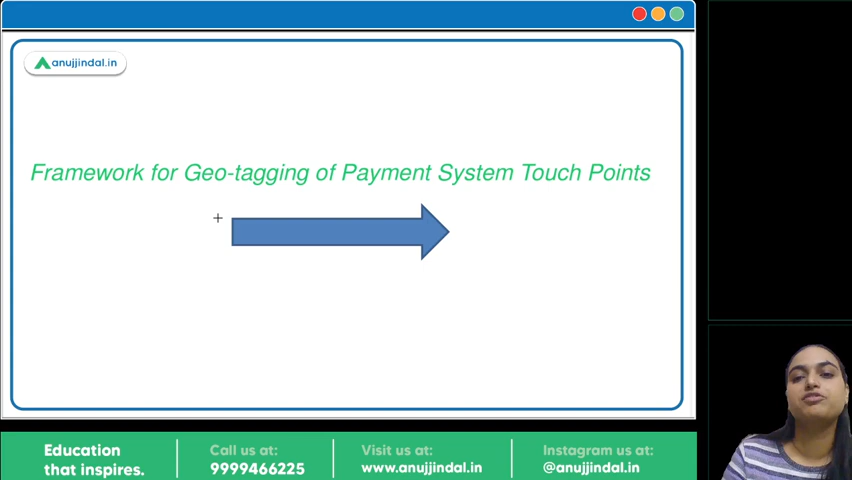 anujjindal.in
Framework for Geo-tagging of Payment System Touch Points
Education
that inspires.
Call us at:
9999466225
Visit us at:
www.anujjindal.in
Instagram us at:
@anujjindal.in